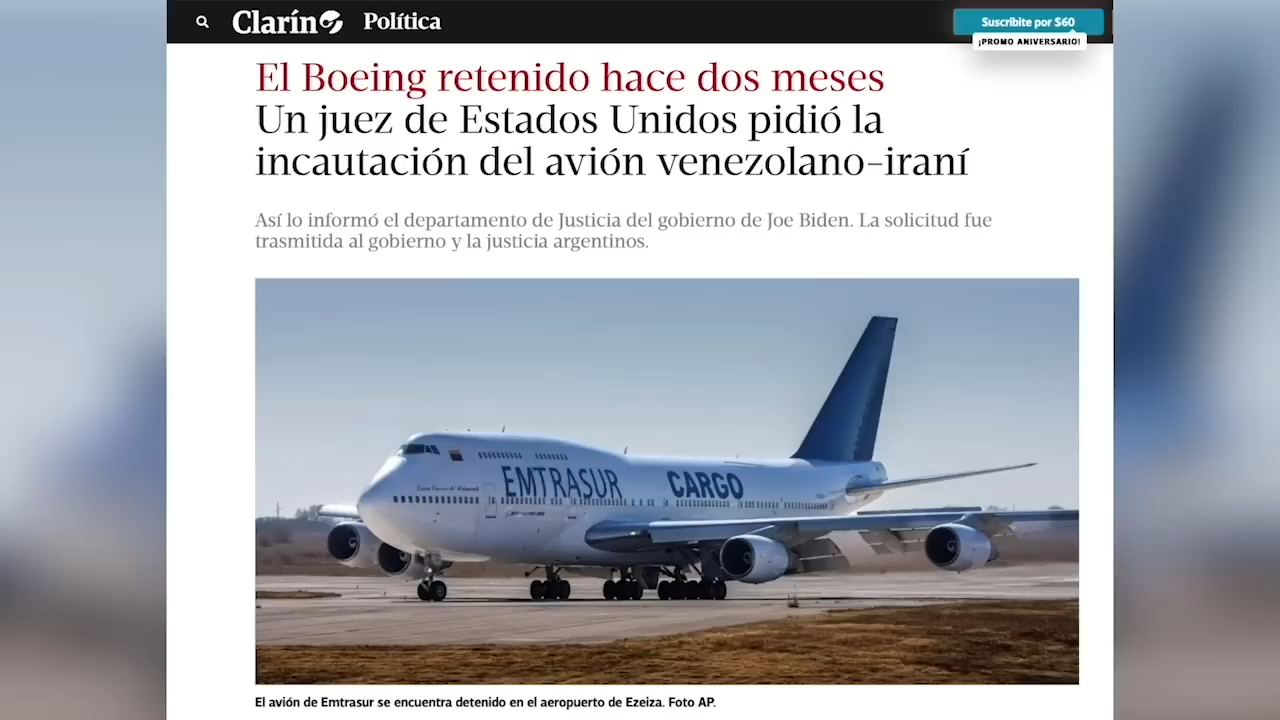 Clarín Política
Suscribite por $60
¡PROMO ANIVERSARIO!
El Boeing retenido hace dos meses
Un juez de Estados Unidos pidió la
incautación del avión venezolano-iraní
Así lo informó el departamento de Justicia del gobierno de Joe Biden. La solicitud fue
trasmitida al gobierno y la justicia argentinos.
EMTRASUR CARGO
El avión de Emtrasur se encuentra detenido en el aeropuerto de Ezeiza. Foto AP.